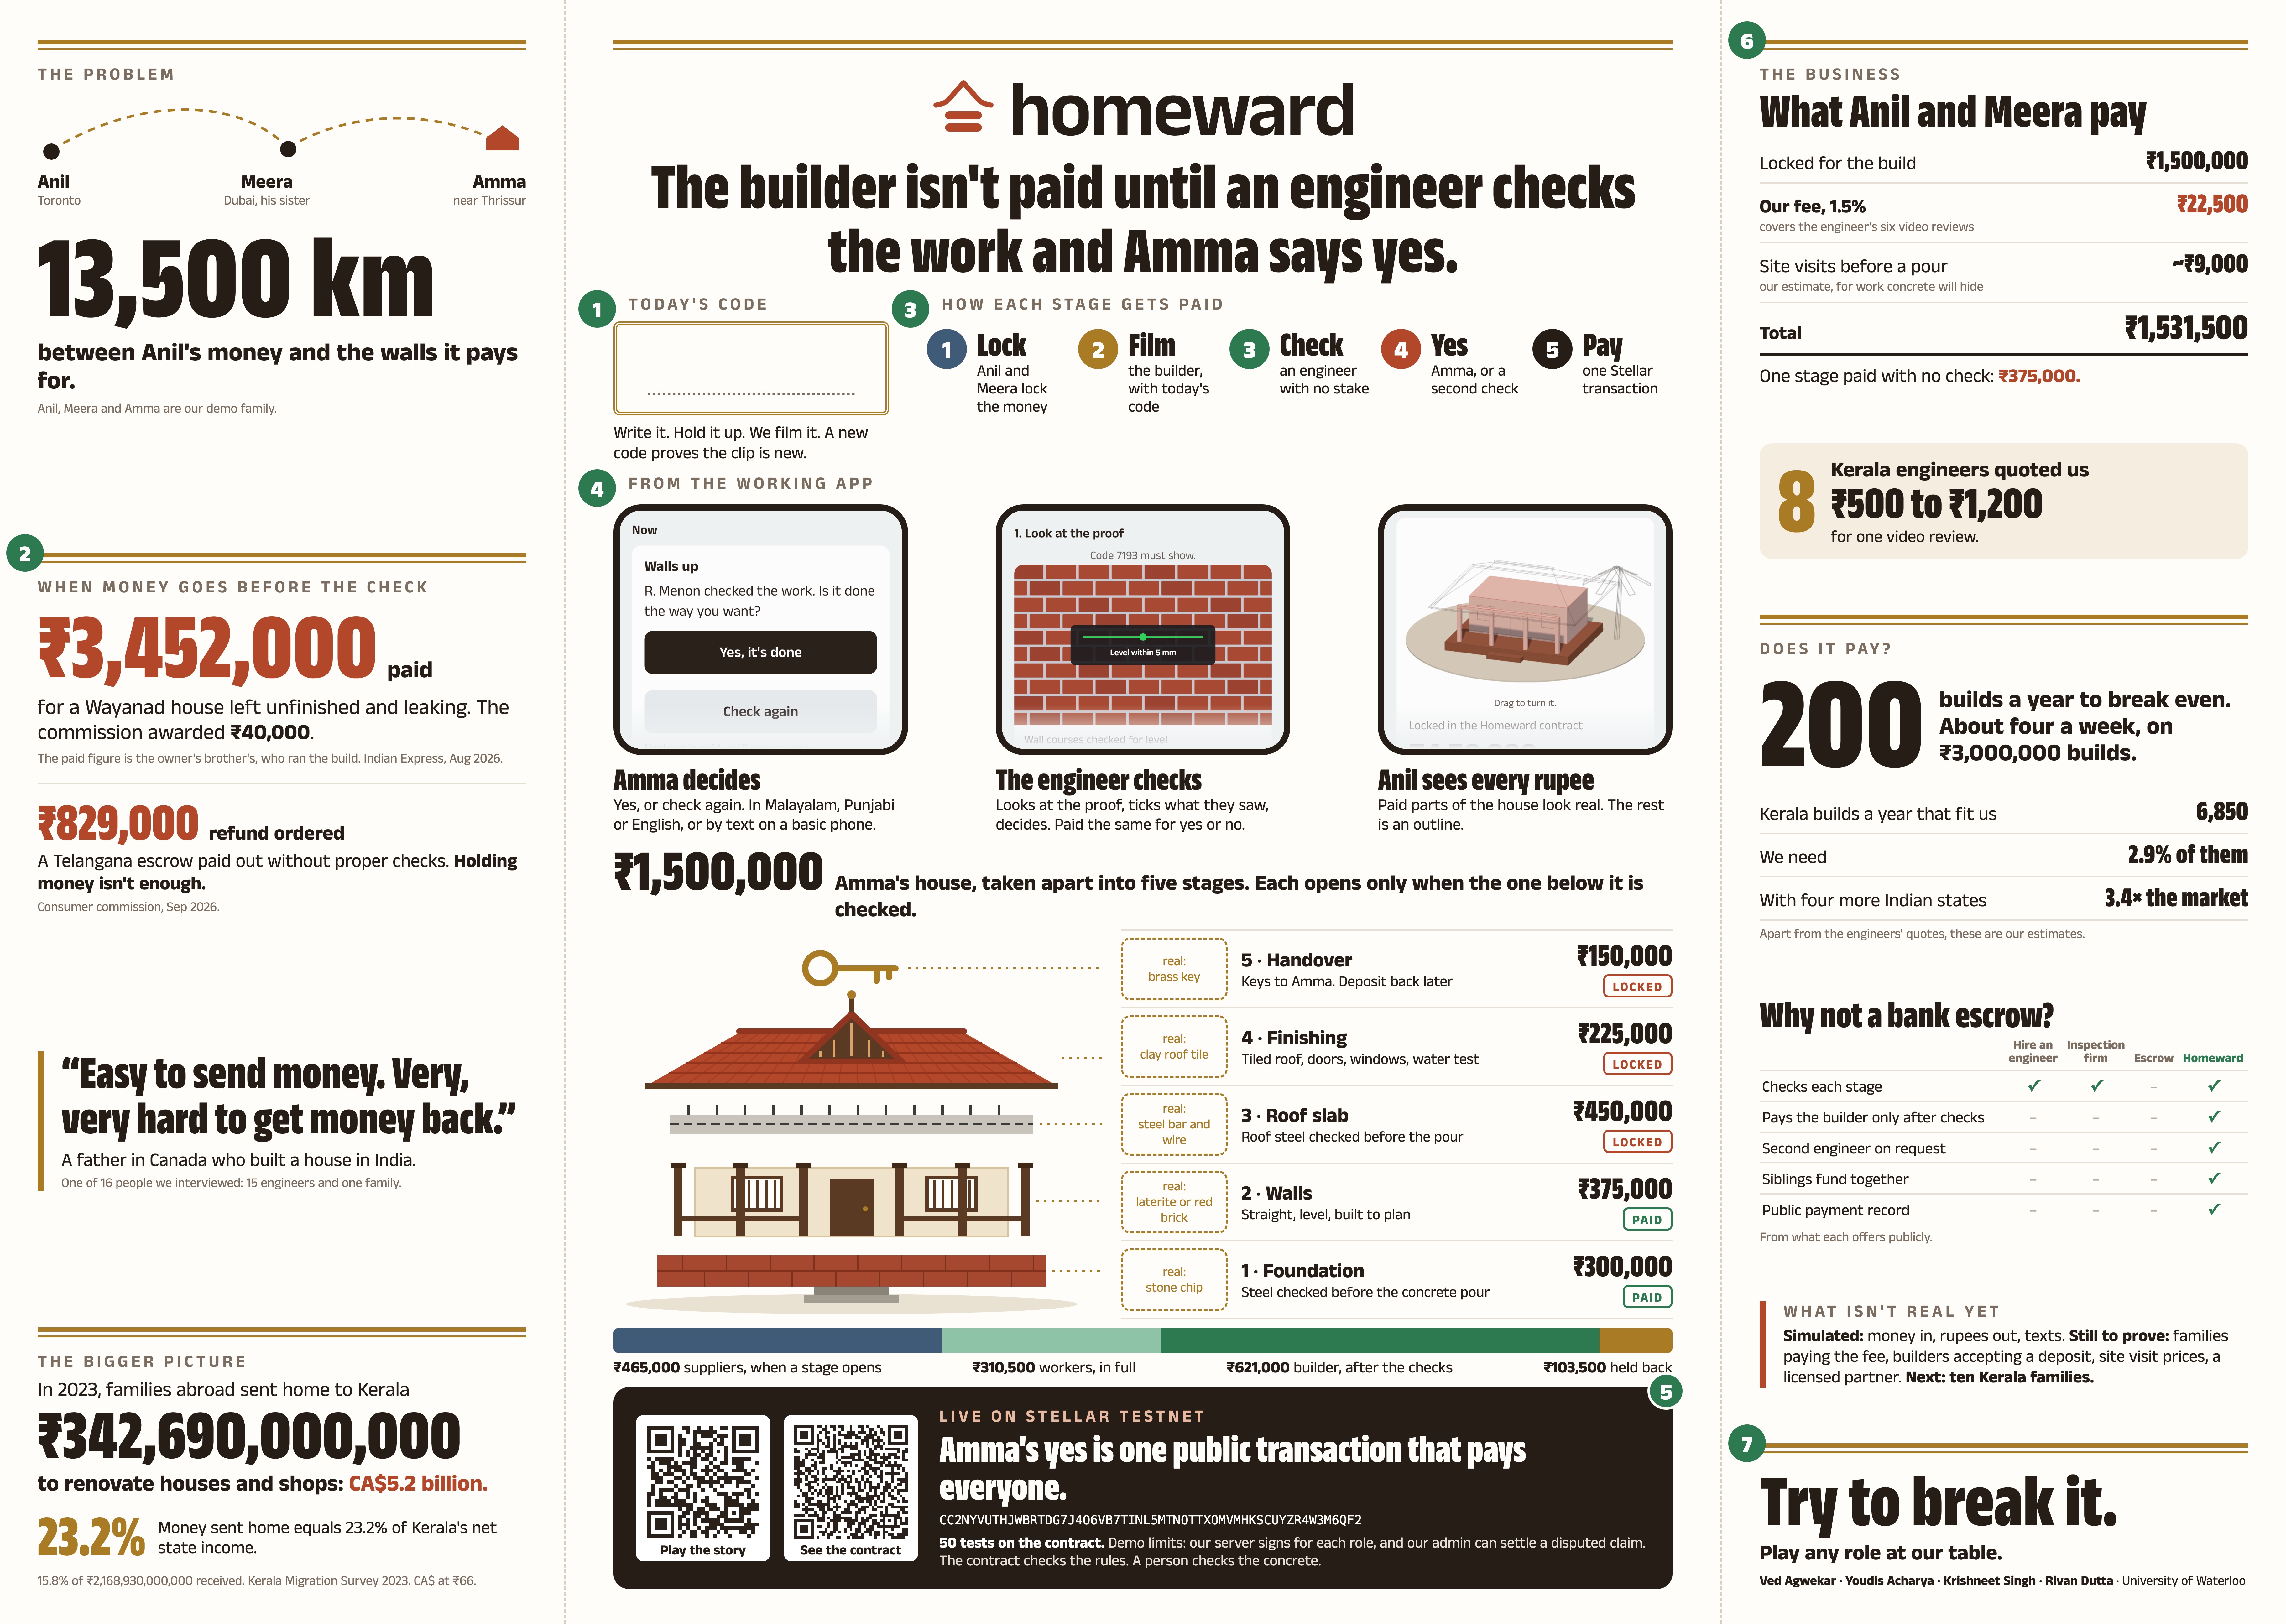 THE PROBLEM
Anil
Toronto
Meera
Dubai, his sister
Amma
near Thrissur
13,500 km
between Anil's money and the walls it pays
for.
Anil, Meera and Amma are our demo family.
2
WHEN MONEY GOES BEFORE THE CHECK
₹3,452,000 paid
for a Wayanad house left unfinished and leaking. The
commission awarded ₹40,000.
The paid figure is the owner's brother's, who ran the build. Indian Express, Aug 2026.
₹829,000 refund ordered
A Telangana escrow paid out without proper checks. Holding
money isn't enough.
Consumer commission, Sep 2026.
“Easy to send money. Very,
very hard to get money back.”
A father in Canada who built a house in India.
One of 16 people we interviewed: 15 engineers and one family.
THE BIGGER PICTURE
In 2023, families abroad sent home to Kerala
₹342,690,000,000
to renovate houses and shops: CA$5.2 billion.
23.2%
Money sent home equals 23.2% of Kerala's net
state income.
15.8% of ₹2,168,930,000,000 received. Kerala Migration Survey 2023. CA$ at ₹66.
homeward
The builder isn't paid until an engineer checks
the work and Amma says yes.
1
TODAY'S CODE
Write it. Hold it up. We film it. A new
code proves the clip is new.
3
HOW EACH STAGE GETS PAID
1 Lock
Anil and
Meera lock
the money
2 Film
the builder,
with today's
code
3 Check
an engineer
with no stake
4 Yes
Amma, or a
second check
5 Pay
one Stellar
transaction
4
FROM THE WORKING APP
Now
Walls up
R. Menon checked the work. Is it done
the way you want?
Yes, it's done
Check again
Amma decides
Yes, or check again. In Malayalam, Punjabi
or English, or by text on a basic phone.
1. Look at the proof
Code 7193 must show.
Level within 5 mm
Wall courses checked for level
The engineer checks
Looks at the proof, ticks what they saw,
decides. Paid the same for yes or no.
Drag to turn it.
Locked in the Homeward contract
Anil sees every rupee
Paid parts of the house look real. The rest
is an outline.
₹1,500,000
Amma's house, taken apart into five stages. Each opens only when the one below it is
checked.
real:
brass key
5 · Handover
Keys to Amma. Deposit back later
₹150,000
LOCKED
real:
clay roof tile
4 · Finishing
Tiled roof, doors, windows, water test
₹225,000
LOCKED
real:
steel bar and
wire
3 · Roof slab
Roof steel checked before the pour
₹450,000
LOCKED
real:
laterite or red
brick
2 · Walls
Straight, level, built to plan
₹375,000
PAID
real:
stone chip
1 · Foundation
Steel checked before the concrete pour
₹300,000
PAID
₹465,000 suppliers, when a stage opens
₹310,500 workers, in full
₹621,000 builder, after the checks
₹103,500 held back
5
Play the story
See the contract
LIVE ON STELLAR TESTNET
Amma's yes is one public transaction that pays
everyone.
CC2NYVUTHJWBRTDG7J4O6VB7TINL5MTNOTTXOMVMHKSCUYZR4W3M6QF2
50 tests on the contract. Demo limits: our server signs for each role, and our admin can settle a disputed claim.
The contract checks the rules. A person checks the concrete.
6
THE BUSINESS
What Anil and Meera pay
Locked for the build ₹1,500,000
Our fee, 1.5% ₹22,500
covers the engineer's six video reviews
Site visits before a pour ~₹9,000
our estimate, for work concrete will hide
Total ₹1,531,500
One stage paid with no check: ₹375,000.
8
Kerala engineers quoted us
₹500 to ₹1,200
for one video review.
DOES IT PAY?
200
builds a year to break even.
About four a week, on
₹3,000,000 builds.
Kerala builds a year that fit us 6,850
We need 2.9% of them
With four more Indian states 3.4× the market
Apart from the engineers' quotes, these are our estimates.
Why not a bank escrow?
Hire an
engineer
Inspection
firm
Escrow
Homeward
Checks each stage ✓ ✓ – ✓
Pays the builder only after checks – – – ✓
Second engineer on request – – – ✓
Siblings fund together – – – ✓
Public payment record – – – ✓
From what each offers publicly.
WHAT ISN'T REAL YET
Simulated: money in, rupees out, texts. Still to prove: families
paying the fee, builders accepting a deposit, site visit prices, a
licensed partner. Next: ten Kerala families.
7
Try to break it.
Play any role at our table.
Ved Agwekar · Youdis Acharya · Krishneet Singh · Rivan Dutta · University of Waterloo